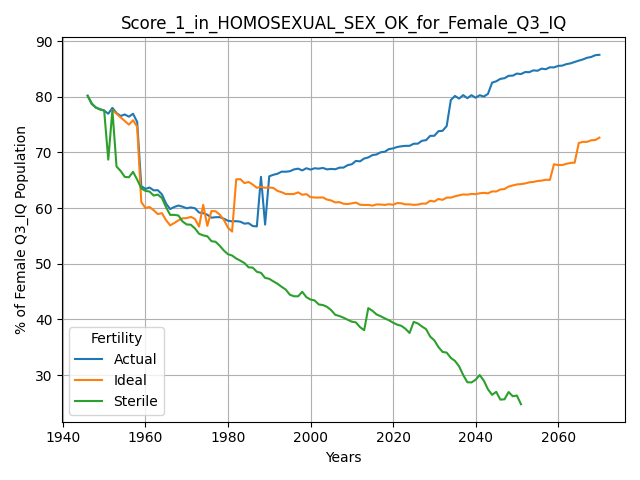 Score_1_in_HOMOSEXUAL_SEX_OK_for_Female_Q3_IQ
% of Female Q3_IQ Population
90
80
70
60
50
40
30
Fertility
Actual
Ideal
Sterile
1940 1960 1980 2000 2020 2040 2060
Years